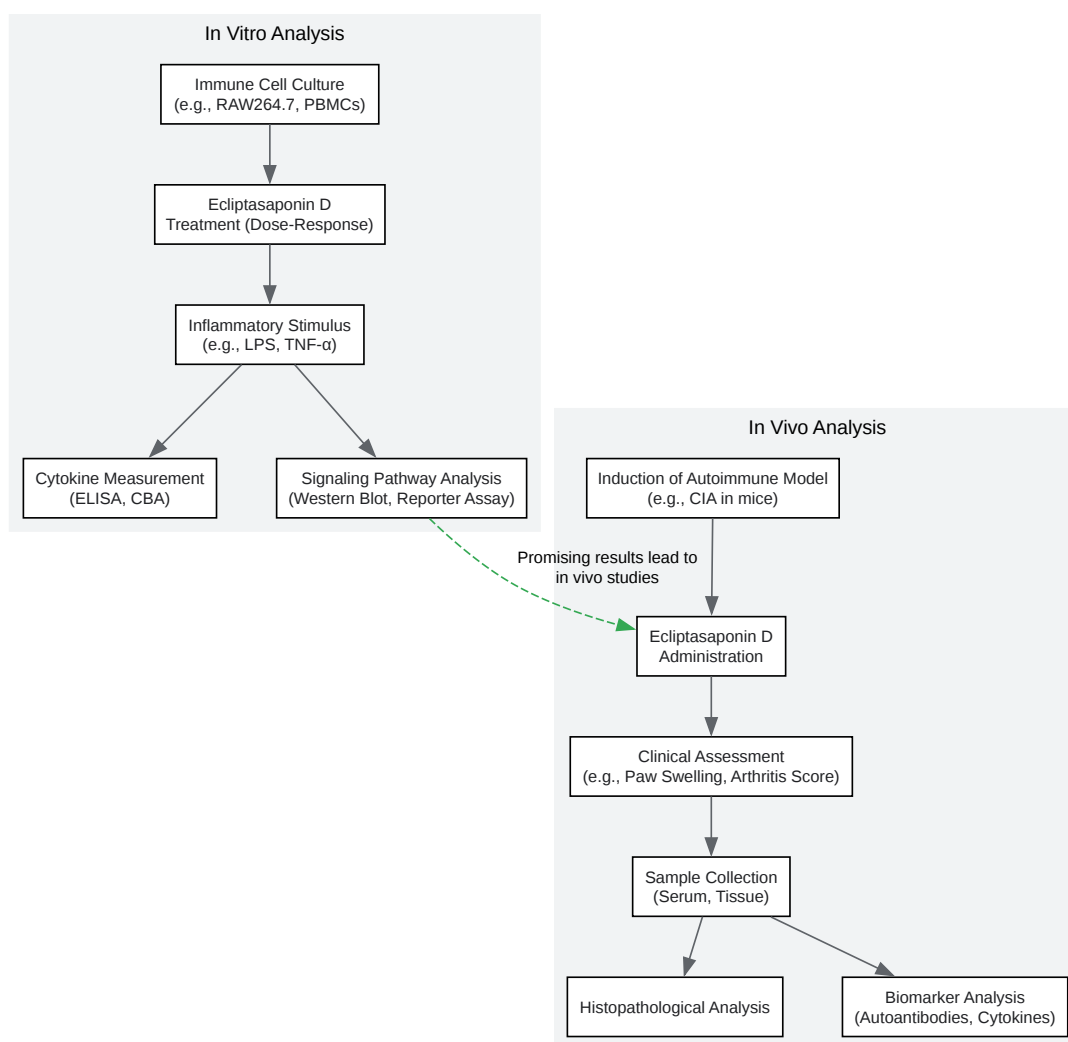 In Vitro Analysis
Immune Cell Culture
(e.g., RAW264.7, PBMCs)
Ecliptasaponin D
Treatment (Dose-Response)
Inflammatory Stimulus
(e.g., LPS, TNF-α)
Cytokine Measurement
(ELISA, CBA)
Signaling Pathway Analysis
(Western Blot, Reporter Assay)
In Vivo Analysis
Induction of Autoimmune Model
(e.g., CIA in mice)
Promising results lead to
in vivo studies
Ecliptasaponin D
Administration
Clinical Assessment
(e.g., Paw Swelling, Arthritis Score)
Sample Collection
(Serum, Tissue)
Histopathological Analysis
Biomarker Analysis
(Autoantibodies, Cytokines)